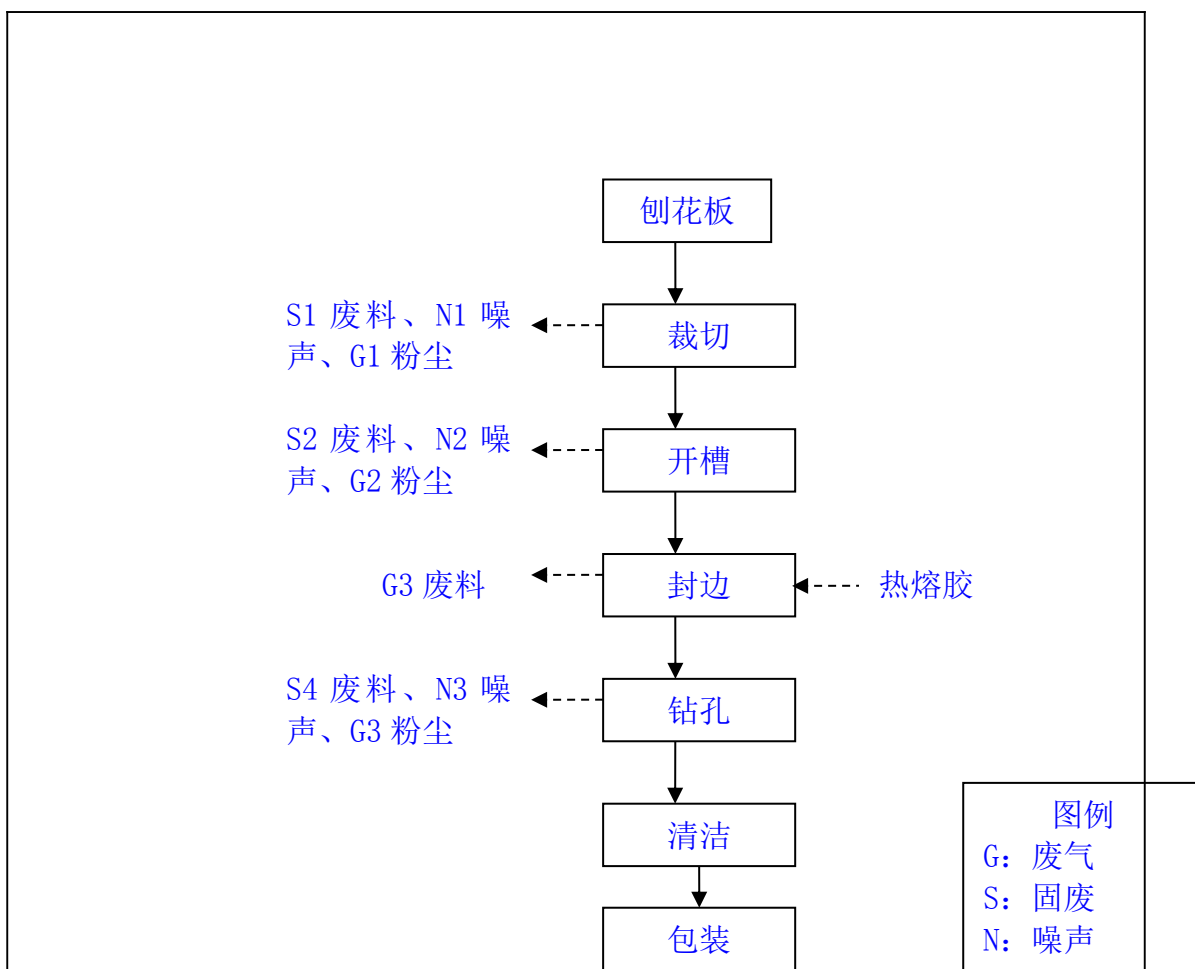 刨花板
S1 废料、N1 噪
声、G1 粉尘
裁切
S2 废料、N2 噪
声、G2 粉尘
开槽
G3 废料
封边
热熔胶
S4 废料、N3 噪
声、G3 粉尘
钻孔
清洁
包装
图例
G：废气
S：固废
N：噪声